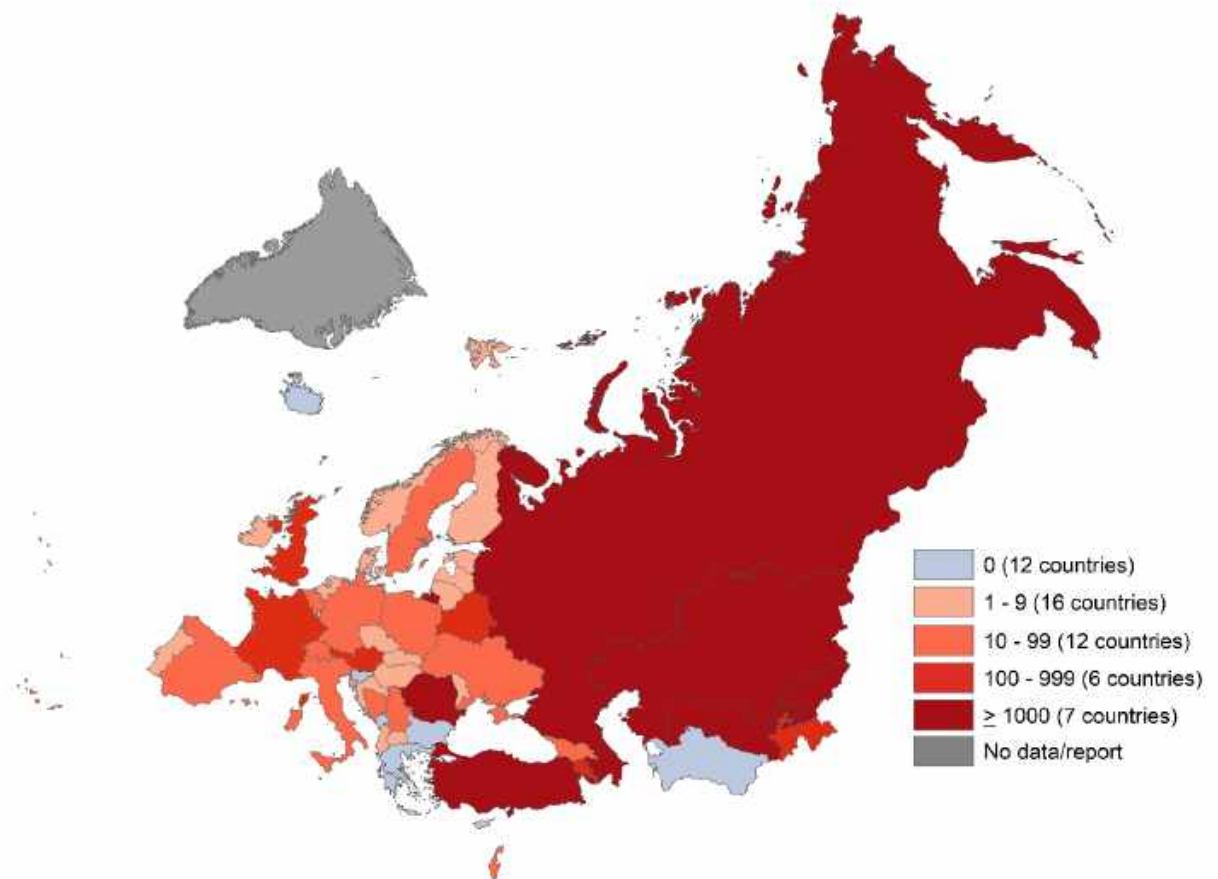 0 (12 countries)
1 - 9 (16 countries)
10 - 99 (12 countries)
100 - 999 (6 countries)
≥ 1000 (7 countries)
No data/report